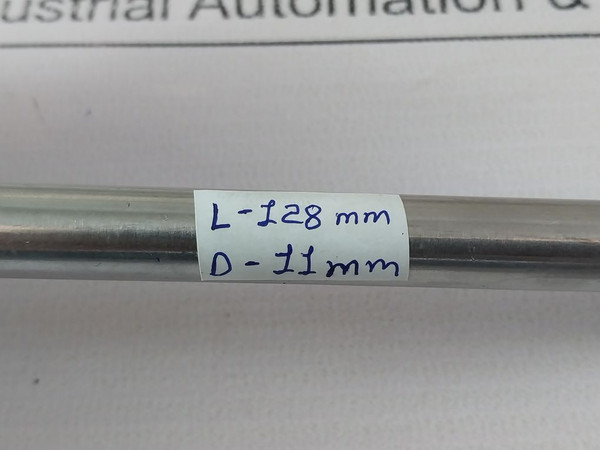 ustrial Automation &
L-128 mm
D-11mm